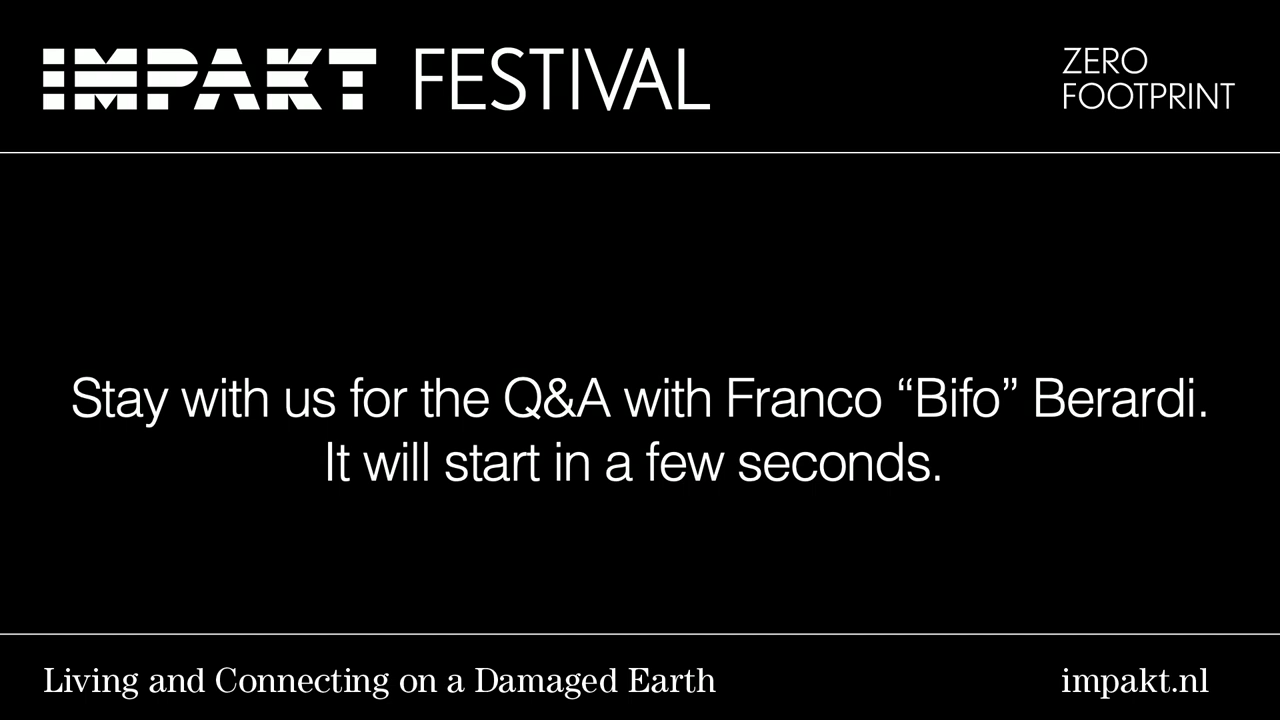 IMPAKT FESTIVAL
ZERO
FOOTPRINT
Stay with us for the Q&A with Franco “Bifo” Berardi.
It will start in a few seconds.
Living and Connecting on a Damaged Earth
impakt.nl